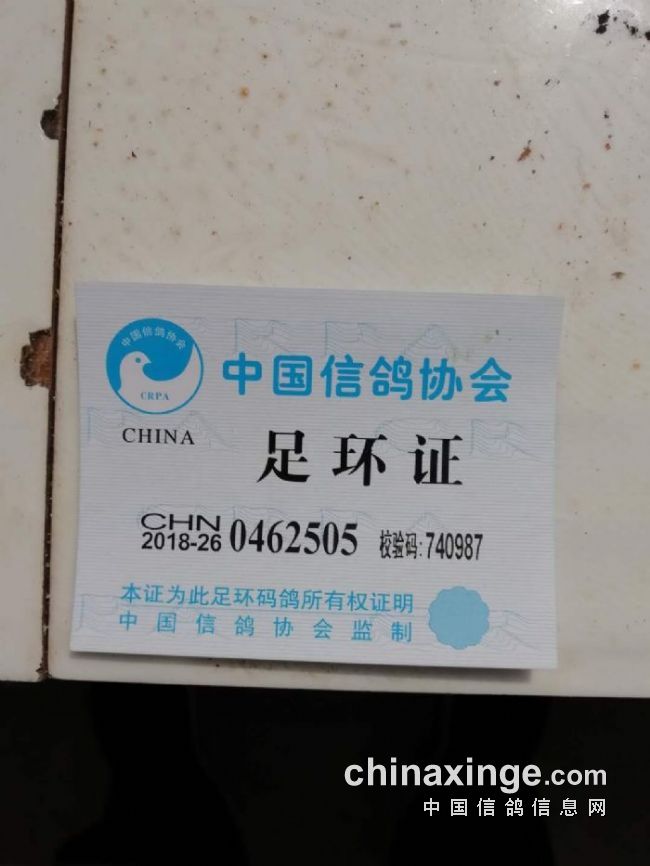 中国信鸽协会
CRPA
CHINA
中国信鸽协会
足环证
CHN
2018-26 0462505 校验码:740987
本证为此足环码鸽所有权证明
中国信鸽协会监制
chinaxinge.com
中国信鸽信息网